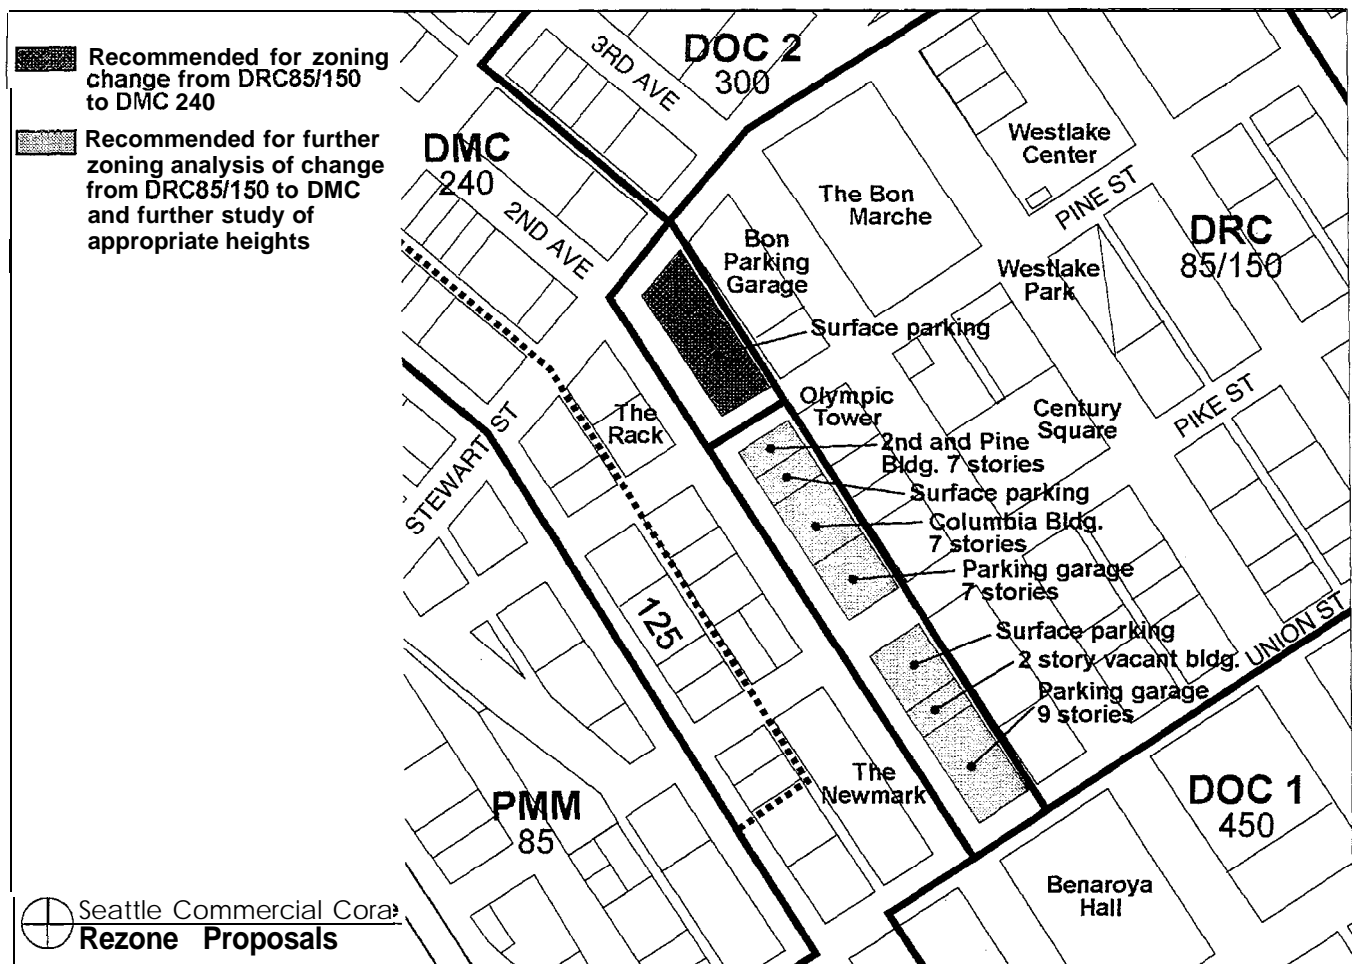 Recommended for zoning
change from DRC85/150
to DMC 240
Recommended for further
zoning analysis of change
from DRC85/150 to DMC
and further study of
appropriate heights
3RD AVE
DOC 2
300
DMC
240
2ND AVE
Westlake
Center
PINE ST
The Bon
Marche
DRC
85/150
Bon
Parking
Garage
Westlake
Park
Surface parking
Olympic
Tower
Century
Square
PIKE ST
The
Rack
STEWART ST
2nd and Pine
Bldg. 7 stories
Surface parking
Columbia Bldg.
7 stories
Parking garage
7 stories
125
Surface parking
UNION ST
2 story vacant bldg.
Parking garage
9 stories
The
Newmark
PMM
85
DOC 1
450
Benaroya
Hall
Seattle Commercial Cora
Rezone Proposals